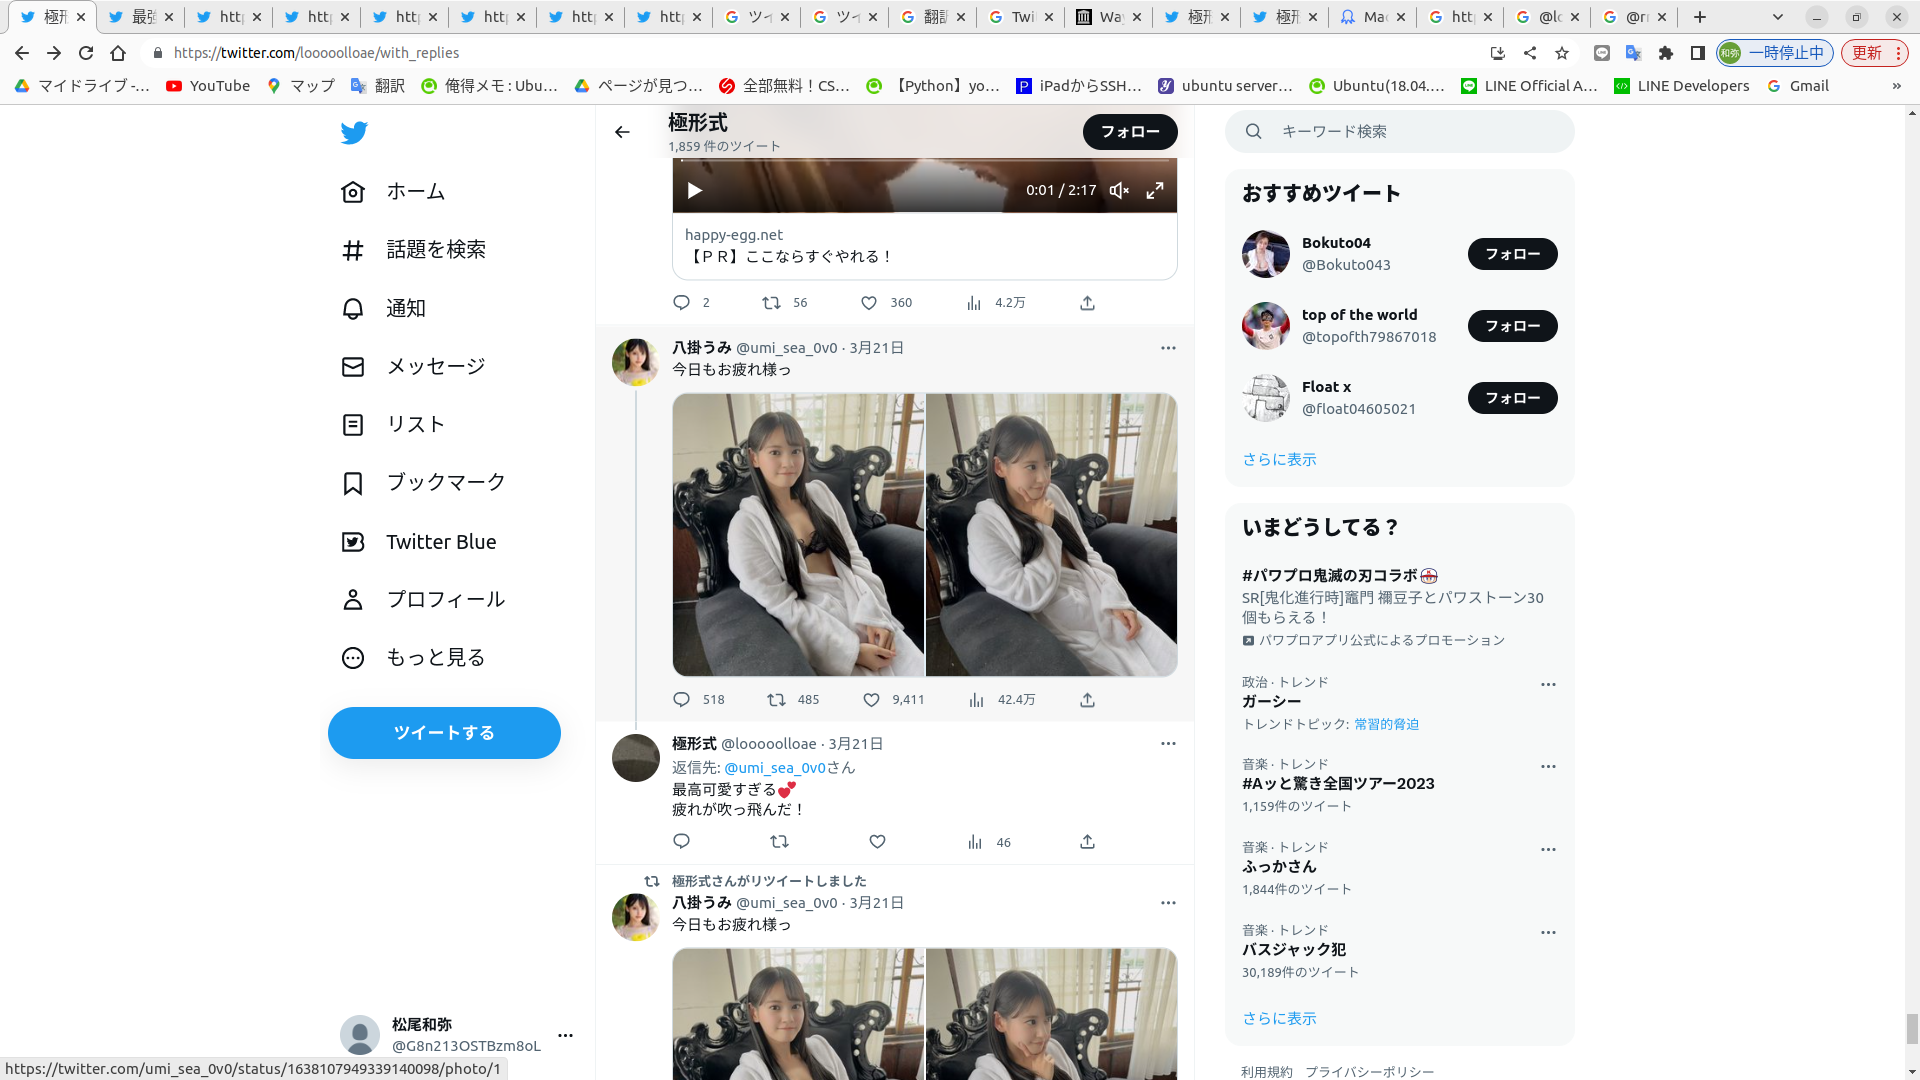 極形
最強
http
http
http
http
http
http
ツイ
ツイ
翻訳
Twi
Way
極形
極形
Mac
http
@lo
@rr
https://twitter.com/looooolloae/with_replies
和弥 一時停止中
更新
マイドライブ -...
YouTube
マップ
翻訳
俺得メモ : Ubu...
ページが見つ...
全部無料！CS...
【Python】yo...
iPadからSSH...
ubuntu server...
Ubuntu(18.04....
LINE Official A...
LINE Developers
Gmail
»
ホーム
話題を検索
通知
メッセージ
リスト
ブックマーク
Twitter Blue
プロフィール
もっと見る
ツイートする
松尾和弥
@G8n213OSTBzm8oL
https://twitter.com/umi_sea_0v0/status/1638107949339140098/photo/1
極形式
1,859 件のツイート
フォロー
0:01 / 2:17
happy-egg.net
【ＰＲ】ここならすぐやれる！
2 56 360 4.2万
八掛うみ @umi_sea_0v0 · 3月21日
今日もお疲れ様っ
518 485 9,411 42.4万
極形式 @looooolloae · 3月21日
返信先: @umi_sea_0v0さん
最高可愛すぎる💕
疲れが吹っ飛んだ！
46
極形式さんがリツイートしました
八掛うみ @umi_sea_0v0 · 3月21日
今日もお疲れ様っ
キーワード検索
おすすめツイート
Bokuto04
@Bokuto043
フォロー
top of the world
@topofth79867018
フォロー
Float x
@float04605021
フォロー
さらに表示
いまどうしてる？
#パワプロ鬼滅の刃コラボ
SR[鬼化進行時]竈門 禰豆子とパワストーン30
個もらえる！
パワプロアプリ公式によるプロモーション
政治 · トレンド
ガーシー
トレンドトピック: 常習的脅迫
音楽 · トレンド
#Aッと驚き全国ツアー2023
1,159件のツイート
音楽 · トレンド
ふっかさん
1,844件のツイート
音楽 · トレンド
バスジャック犯
30,189件のツイート
さらに表示
利用規約 プライバシーポリシー